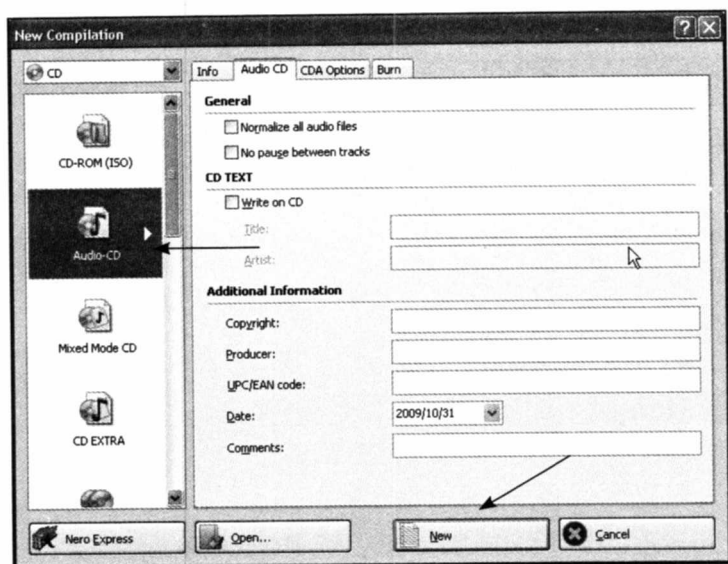 New Compilation
CD
CD-ROM (ISO)
Audio-CD
Mixed Mode CD
CD EXTRA
Info
Audio CD
CDA Options
Burn
General
Normalize all audio files
No pause between tracks
CD TEXT
Write on CD
Title:
Artist:
Additional Information
Copyright:
Producer:
UPC/EAN code:
Date:
2009/10/31
Comments:
Nero Express
Open...
New
Cancel